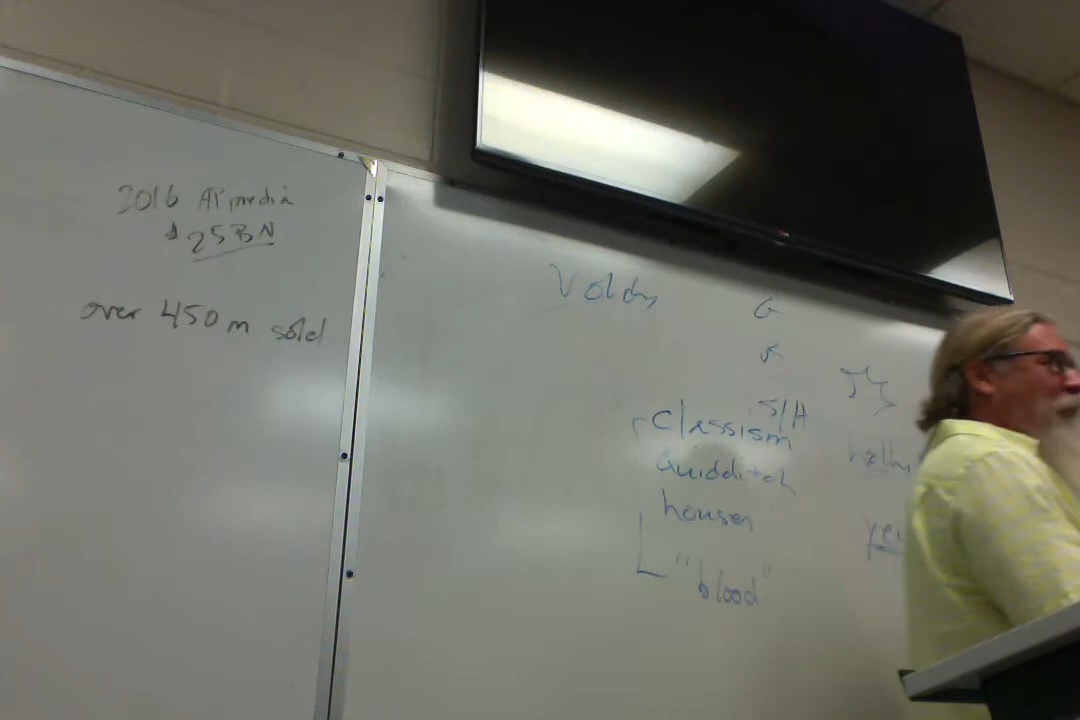 2016 All media
$25BN
over 450m sold
Voldy
G
S/H
Classism
Quidditch
houses
"blood"